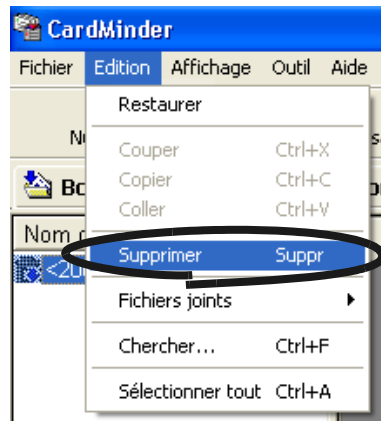 CardMinder
Fichier Edition Affichage Outil Aide
Restaurer
Couper Ctrl+X
Copier Ctrl+C
Coller Ctrl+V
Nom
Supprimer Suppr
Fichiers joints
Chercher... Ctrl+F
Sélectionner tout Ctrl+A